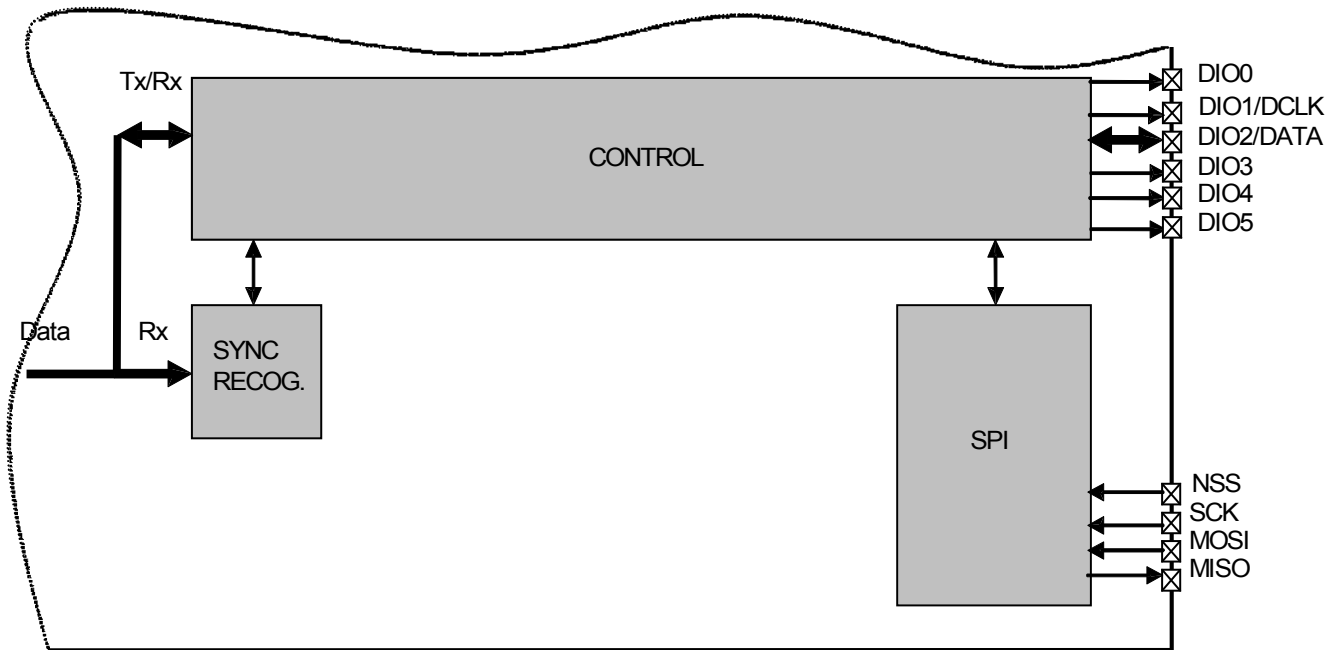 Tx/Rx
CONTROL
DIO0
DIO1/DCLK
DIO2/DATA
DIO3
DIO4
DIO5
Data
Rx
SYNC
RECOG.
SPI
NSS
SCK
MOSI
MISO